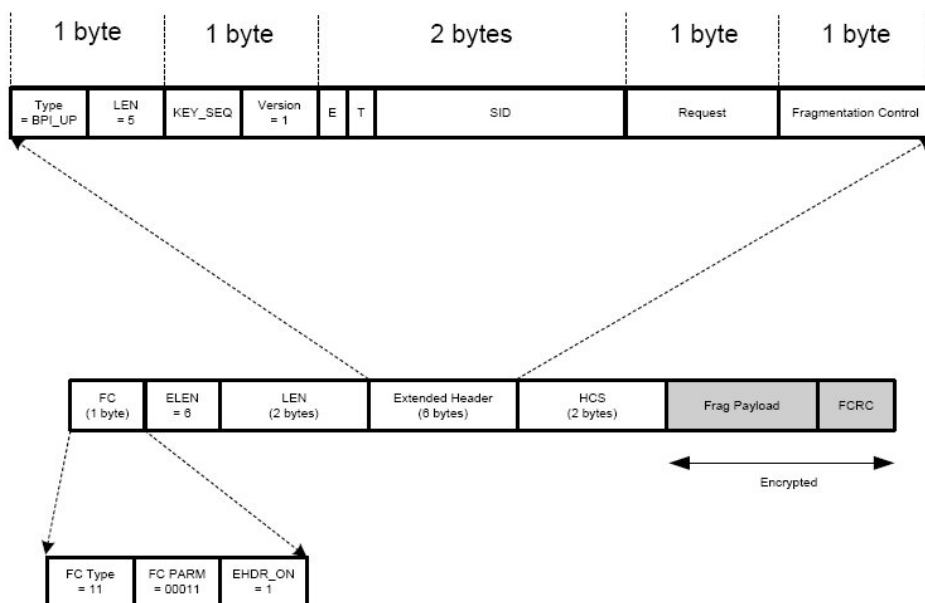 1 byte 1 byte 2 bytes 1 byte 1 byte
Type LEN KEY_SEQ Version E T SID Request Fragmentation Control
= BPI_UP = 5 = 1
FC ELEN LEN Extended Header HCS Frag Payload FCRC
(1 byte) = 6 (2 bytes) (6 bytes) (2 bytes)
Encrypted
FC Type FC PARM EHDR_ON
= 11 = 00011 = 1